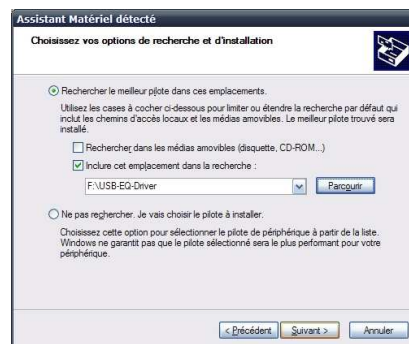 Assistant Matériel détecté
Choisissez vos options de recherche et d'installation
Rechercher le meilleur pilote dans ces emplacements.
Utilisez les cases à cocher ci-dessous pour limiter ou étendre la recherche par défaut qui
inclut les chemins d'accès locaux et les médias amovibles. Le meilleur pilote trouvé sera
installé.
Rechercher dans les médias amovibles (disquette, CD-ROM...)
Inclure cet emplacement dans la recherche :
F:\USB-EQ-Driver
Parcourir
Ne pas rechercher. Je vais choisir le pilote à installer.
Choisissez cette option pour sélectionner le pilote de périphérique à partir de la liste.
Windows ne garantit pas que le pilote sélectionné sera le plus performant pour votre
périphérique.
< Précédent
Suivant >
Annuler